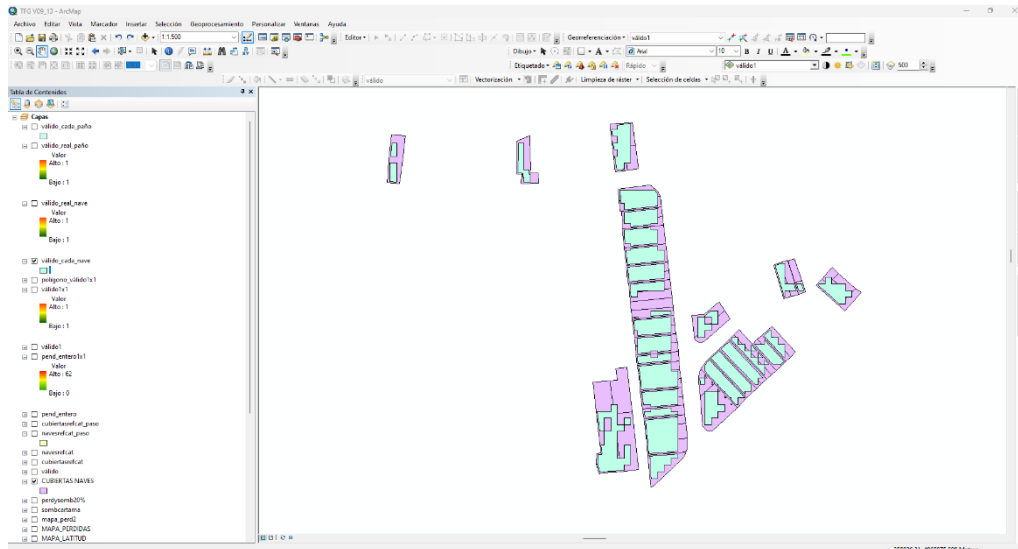 TFG V09_13 - ArcMap
Archivo Editar Vista Marcador Insertar Selección Geoprocesamiento Personalizar Ventanas Ayuda
1:1.500 Editor Georreferenciación válido1
Dibujo Arial 10 N K S A
Etiquetado Rápido válido1 500
válido Vectorización Limpieza de ráster Selección de celdas
Tabla de Contenidos
Capas
válido_cada_paño
válido_real_paño
Valor
Alto : 1
Bajo : 1
válido_real_nave
Valor
Alto : 1
Bajo : 1
válido_cada_nave
polígono_válido1x1
válido1x1
Valor
Alto : 1
Bajo : 1
válido1
pend_entero1x1
Valor
Alto : 62
Bajo : 0
pend_entero
cubiertasrefcat_paso
navesrefcat_paso
navesrefcat
cubiertasrefcat
válido
CUBIERTAS NAVES
perdysomb20%
sombcartama
mapa_perd2
MAPA_PERDIDAS
MAPA_LATITUD